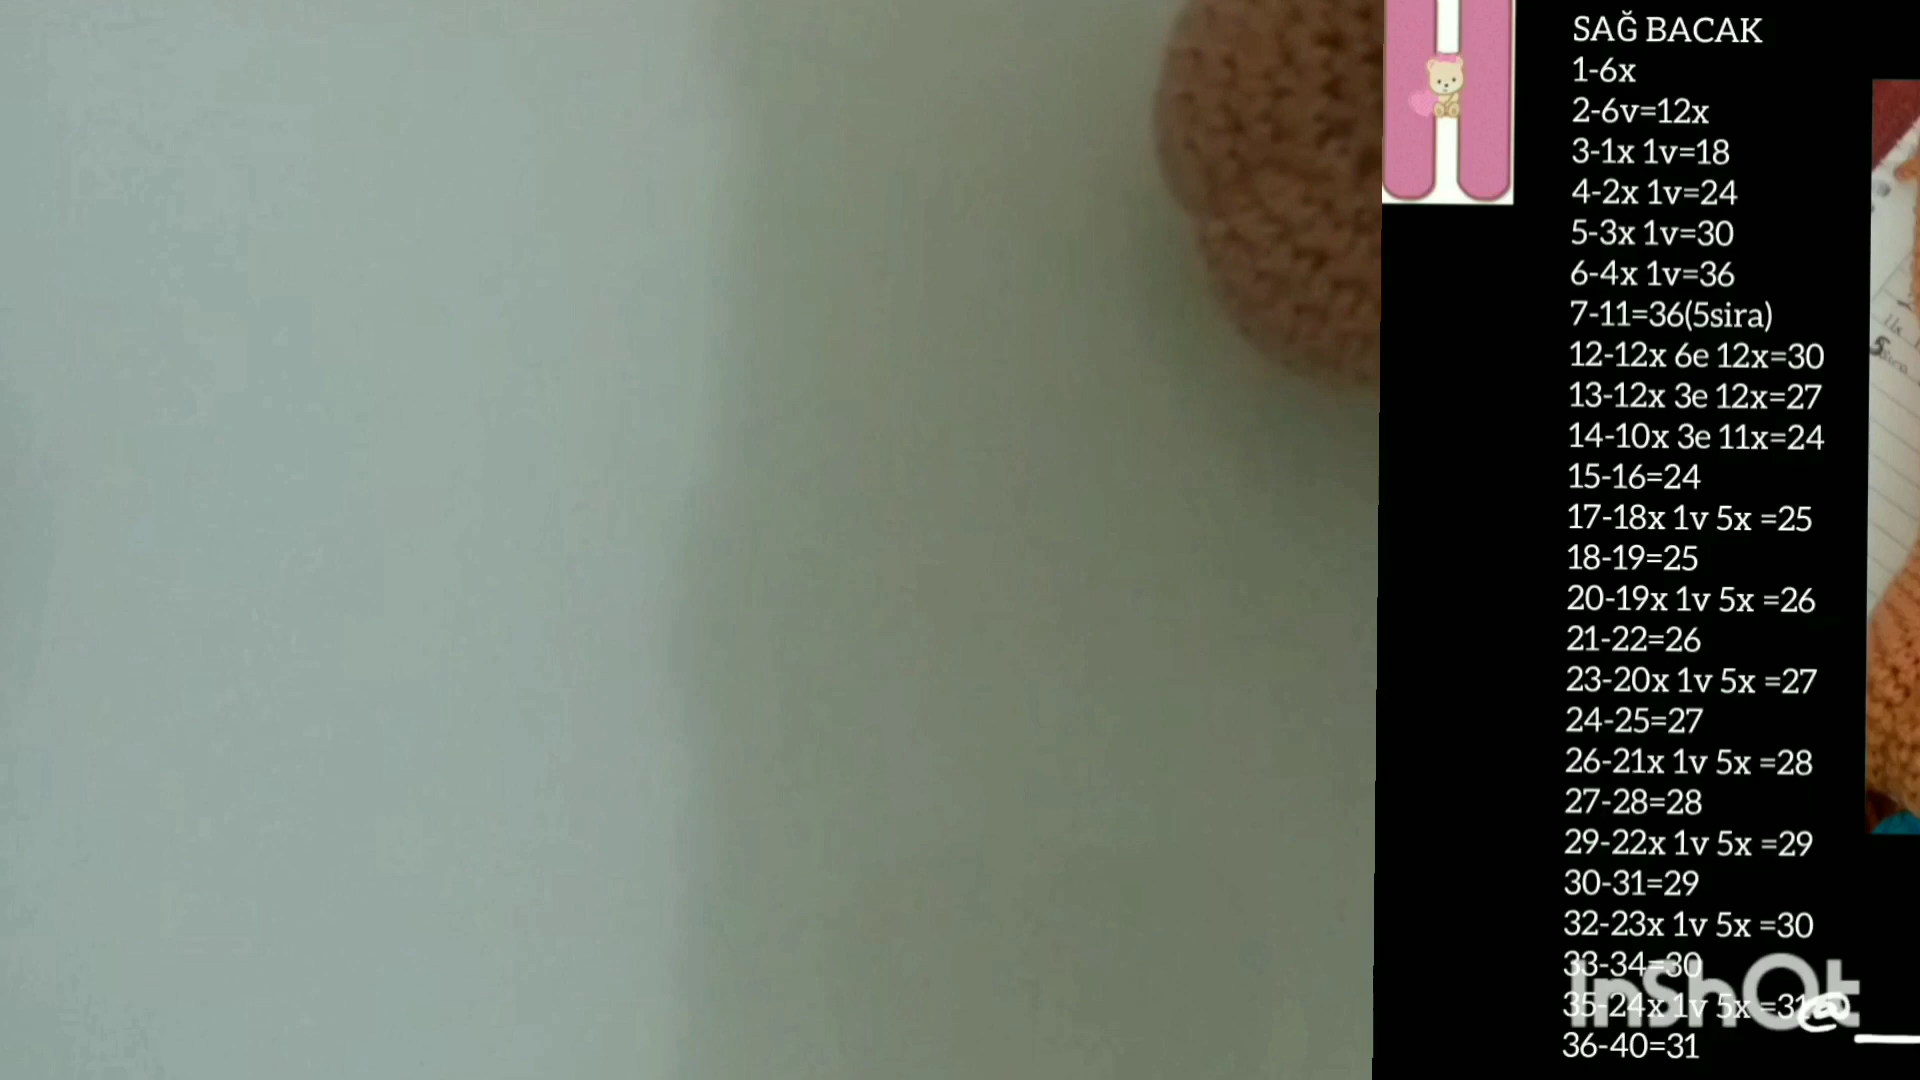 SAĞ BACAK
1-6x
2-6v=12x
3-1x 1v=18
4-2x 1v=24
5-3x 1v=30
6-4x 1v=36
7-11=36(5sira)
12-12x 6e 12x=30
13-12x 3e 12x=27
14-10x 3e 11x=24
15-16=24
17-18x 1v 5x =25
18-19=25
20-19x 1v 5x =26
21-22=26
23-20x 1v 5x =27
24-25=27
26-21x 1v 5x =28
27-28=28
29-22x 1v 5x =29
30-31=29
32-23x 1v 5x =30
33-34=30
35-24x 1v 5x =31
36-40=31
InShOt
@__